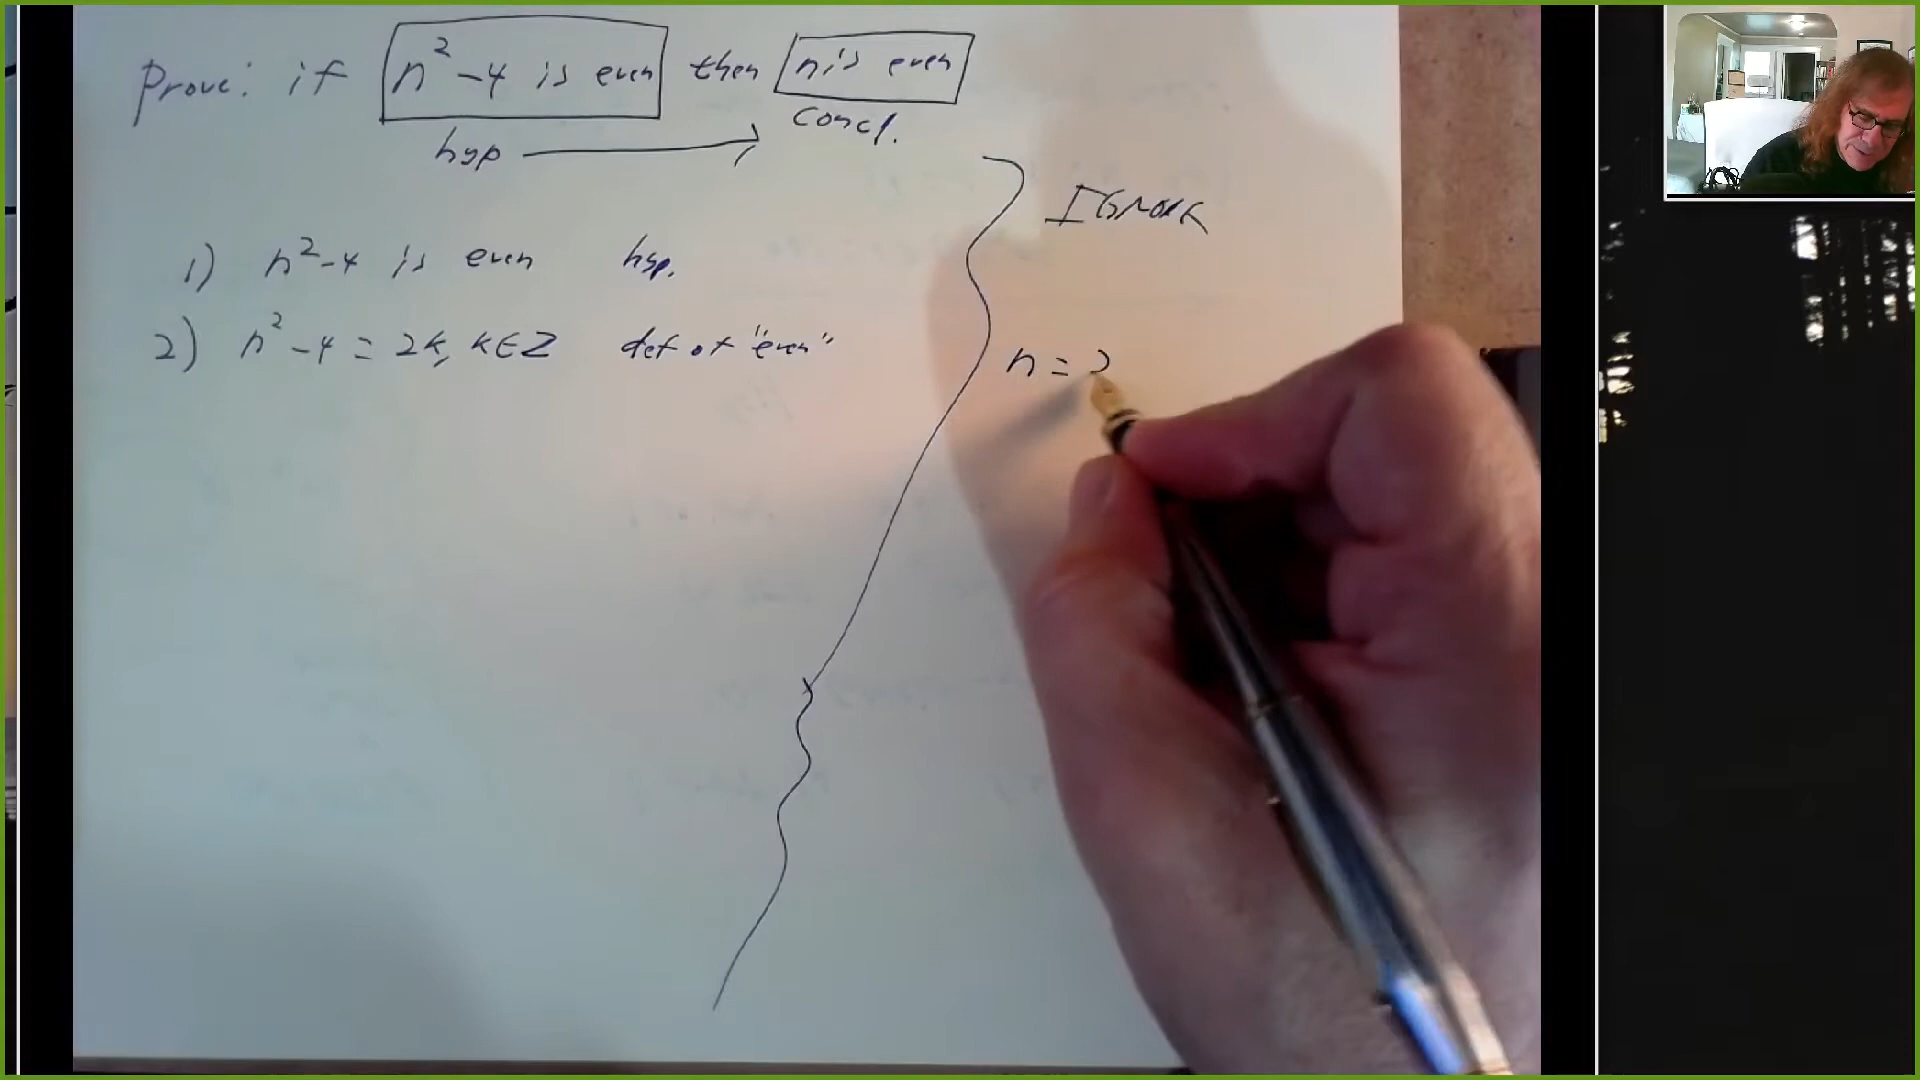 Prove: if n² - 4 is even then n is even
hyp → concl.
IGNORE
1) n² - 4 is even hyp.
2) n² - 4 = 2k, k∈Z def of "even"
n = 2